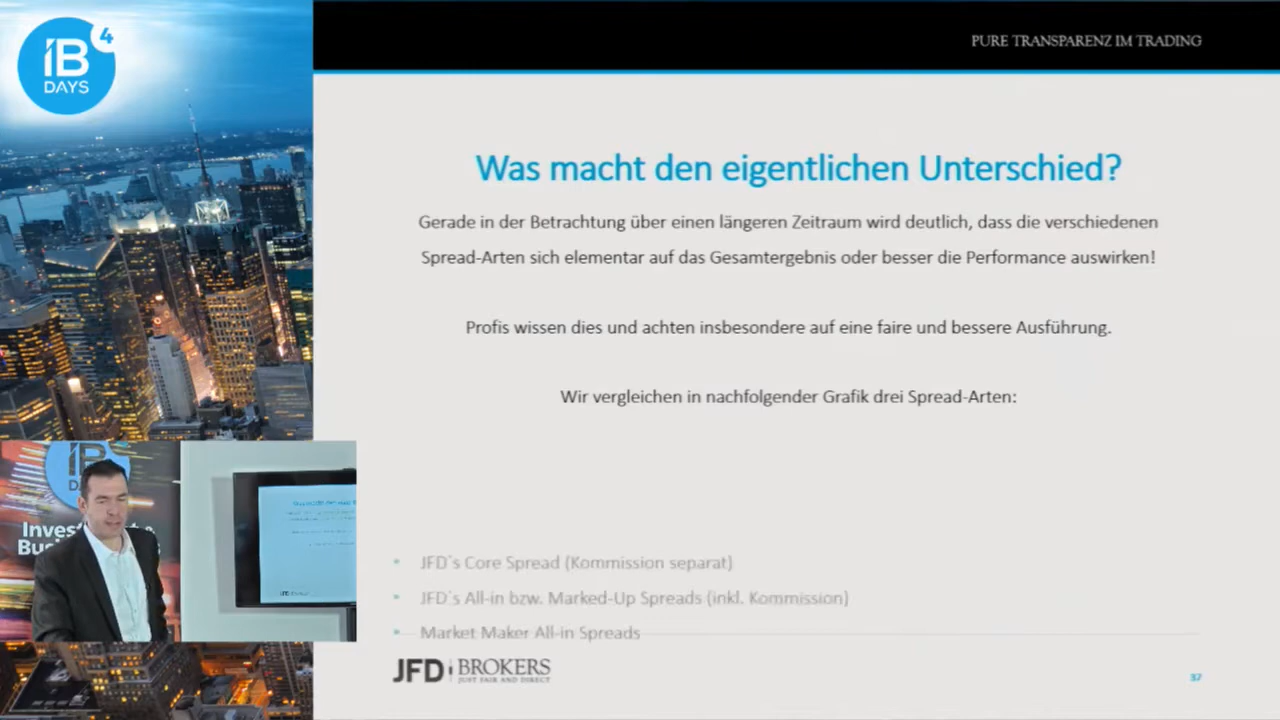 IB 4
DAYS
PURE TRANSPARENZ IM TRADING
Was macht den eigentlichen Unterschied?
Gerade in der Betrachtung über einen längeren Zeitraum wird deutlich, dass die verschiedenen
Spread-Arten sich elementar auf das Gesamtergebnis oder besser die Performance auswirken!
Profis wissen dies und achten insbesondere auf eine faire und bessere Ausführung.
Wir vergleichen in nachfolgender Grafik drei Spread-Arten:
• JFD`s Core Spread (Kommission separat)
• JFD`s All-in bzw. Marked-Up Spreads (inkl. Kommission)
• Market Maker All-in Spreads
JFD BROKERS
JUST FAIR AND DIRECT
37
IB